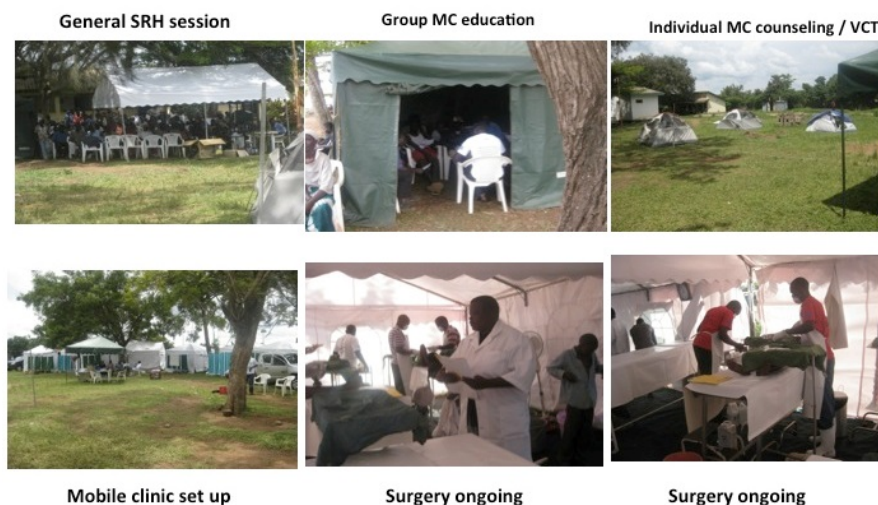 General SRH session
Group MC education
Individual MC counseling / VCT
Mobile clinic set up
Surgery ongoing
Surgery ongoing